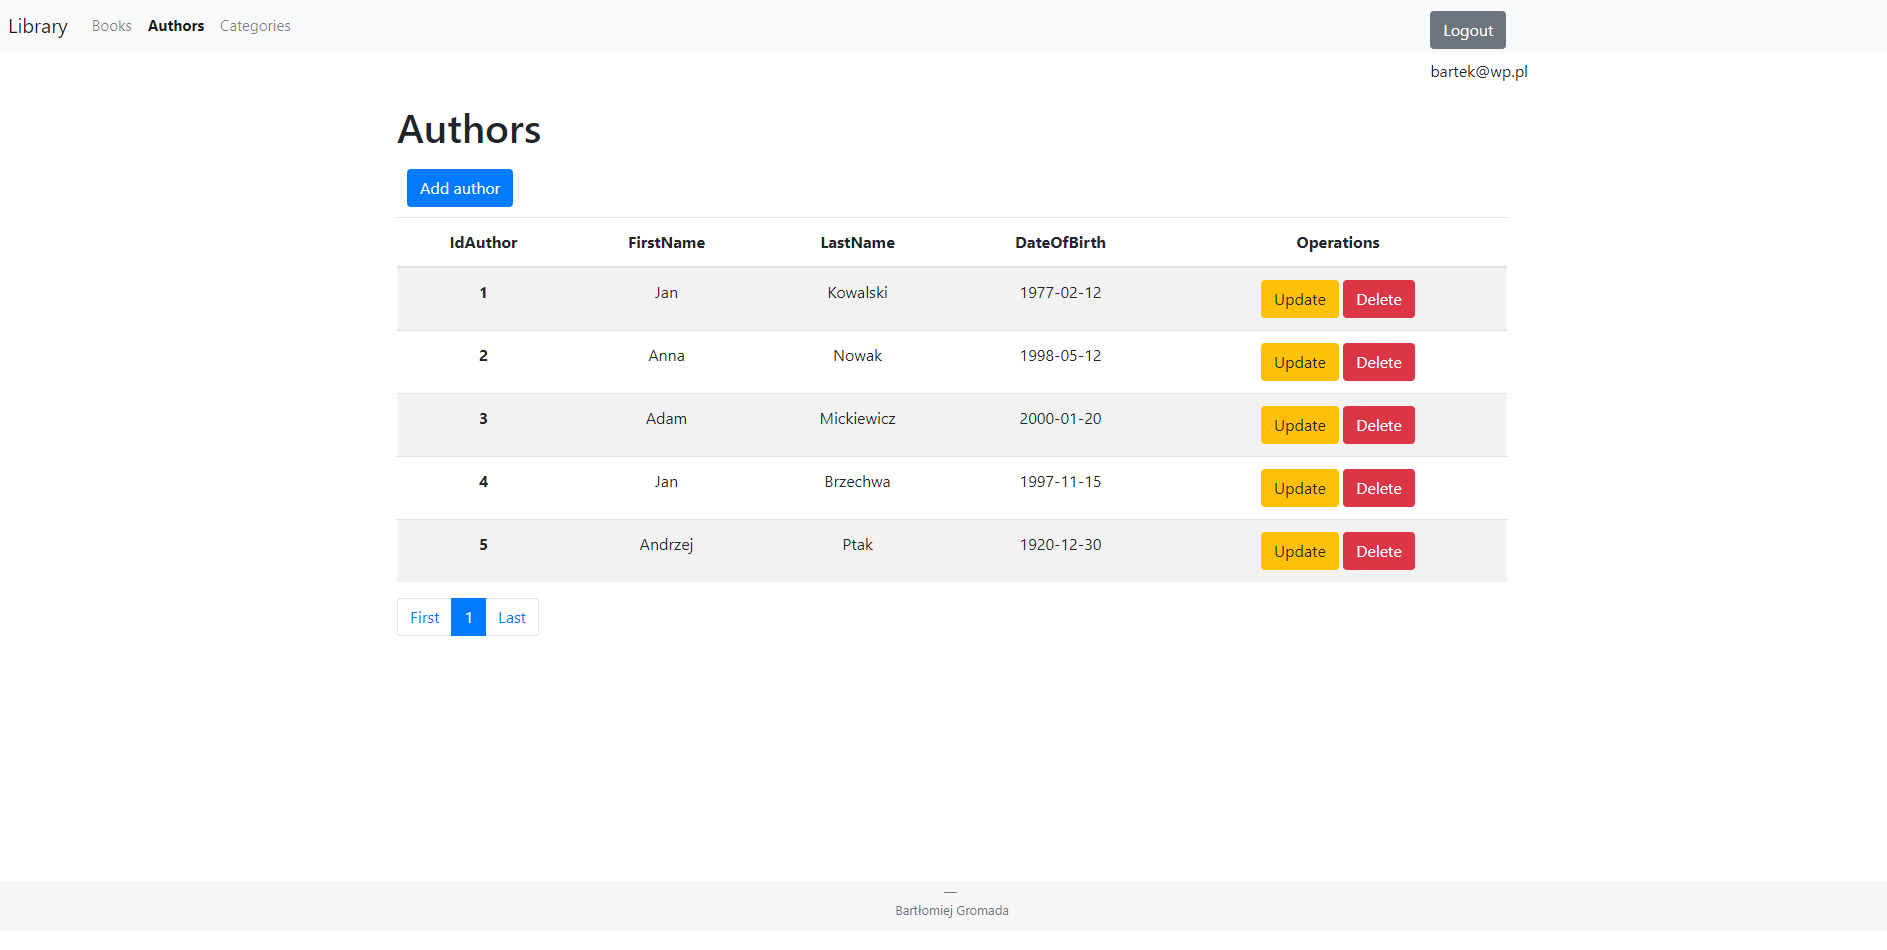 Library Books Authors Categories Logout
bartek@wp.pl
Authors
Add author
IdAuthor FirstName LastName DateOfBirth Operations
1 Jan Kowalski 1977-02-12 Update Delete
2 Anna Nowak 1998-05-12 Update Delete
3 Adam Mickiewicz 2000-01-20 Update Delete
4 Jan Brzechwa 1997-11-15 Update Delete
5 Andrzej Ptak 1920-12-30 Update Delete
First 1 Last
—
Bartłomiej Gromada